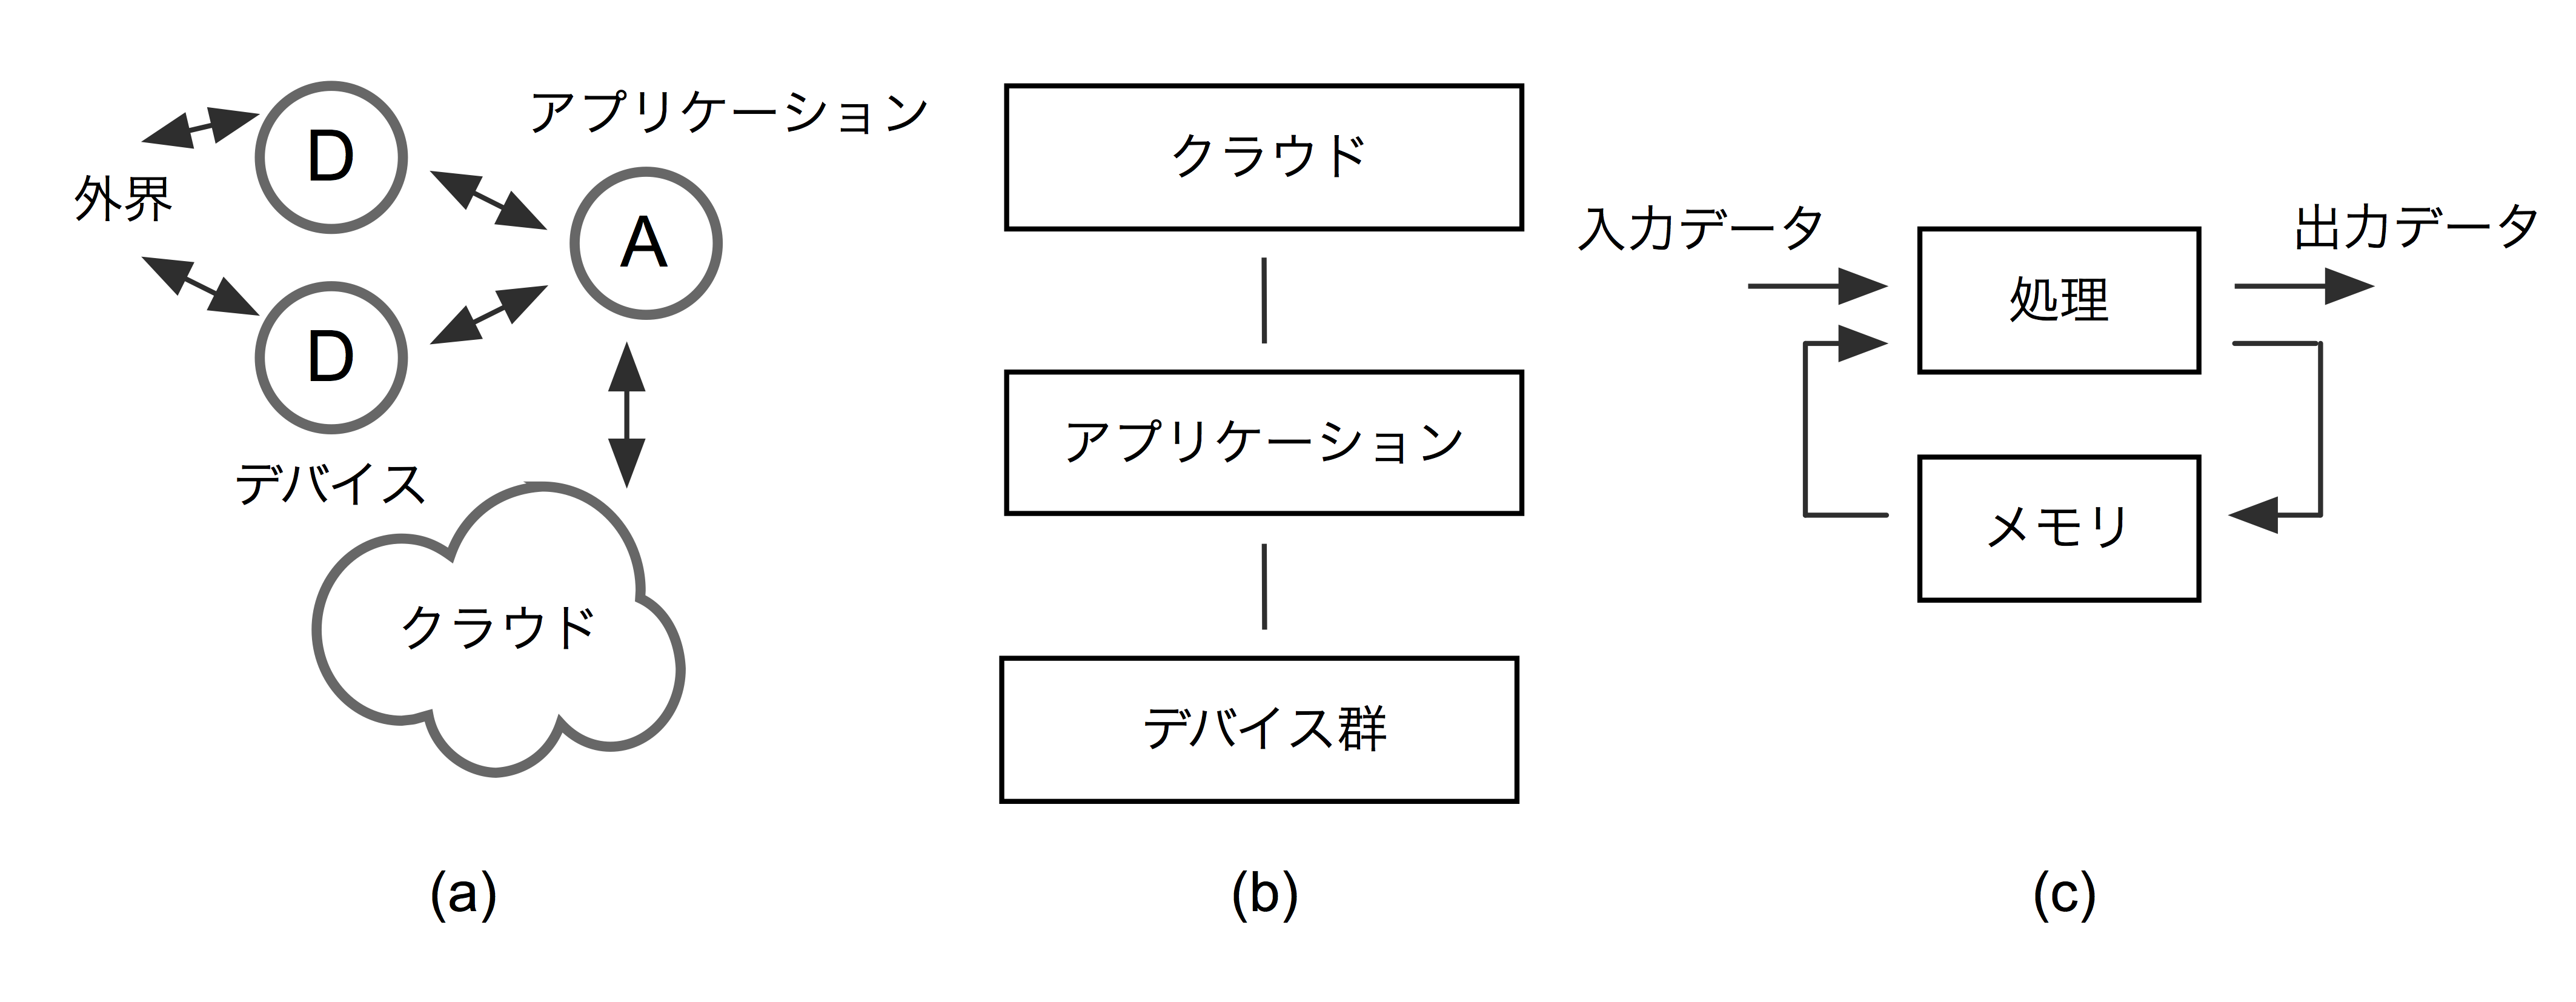 アプリケーション
D
外界
A
D
デバイス
クラウド
(a)
クラウド
アプリケーション
デバイス群
(b)
入力データ
出力データ
処理
メモリ
(c)